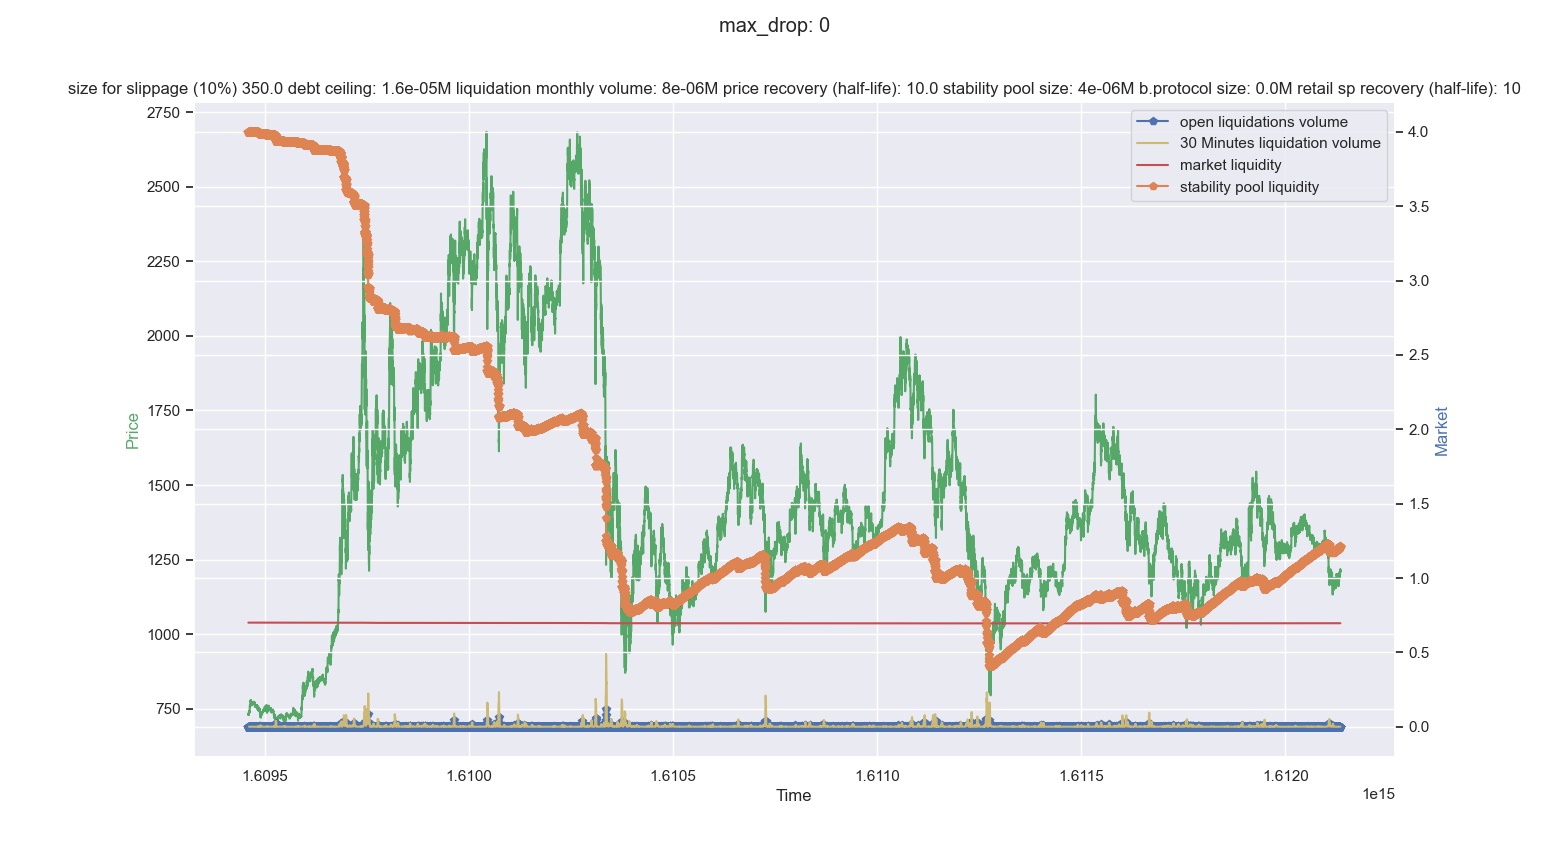 max_drop: 0
size for slippage (10%) 350.0 debt ceiling: 1.6e-05M liquidation monthly volume: 8e-06M price recovery (half-life): 10.0 stability pool size: 4e-06M b.protocol size: 0.0M retail sp recovery (half-life): 10
open liquidations volume
30 Minutes liquidation volume
market liquidity
stability pool liquidity
2750
2500
2250
2000
1750
1500
1250
1000
750
Price
4.0
3.5
3.0
2.5
2.0
1.5
1.0
0.5
0.0
Market
1.6095 1.6100 1.6105 1.6110 1.6115 1.6120
1e15
Time